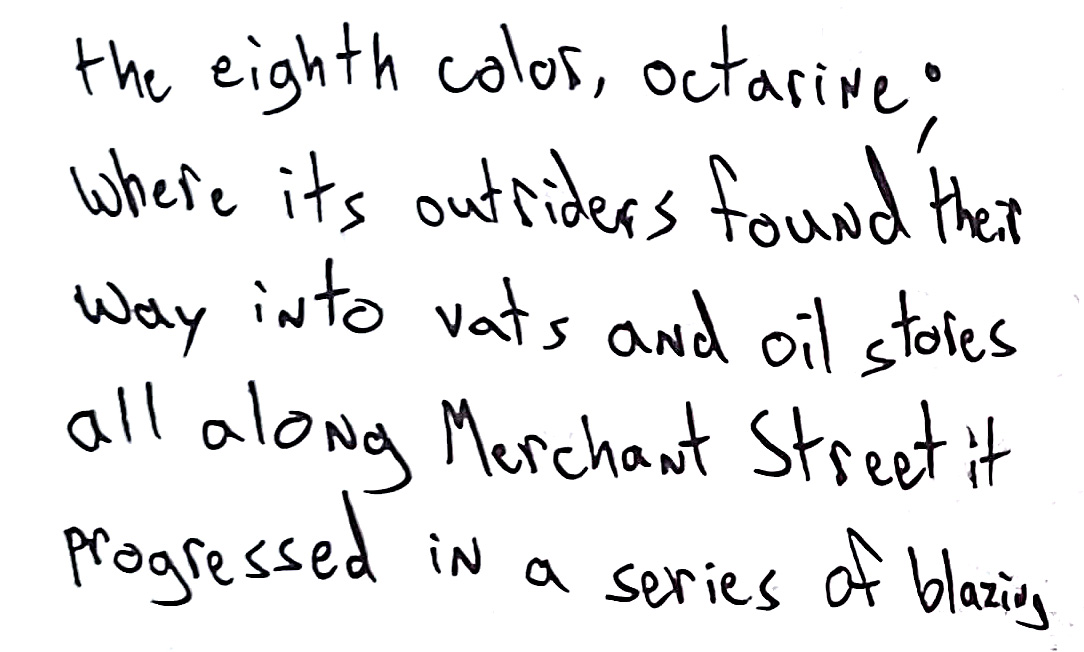 the eighth color, octarine;
where its outriders found their
way into vats and oil stores
all along Merchant Street it
progressed in a series of blazing